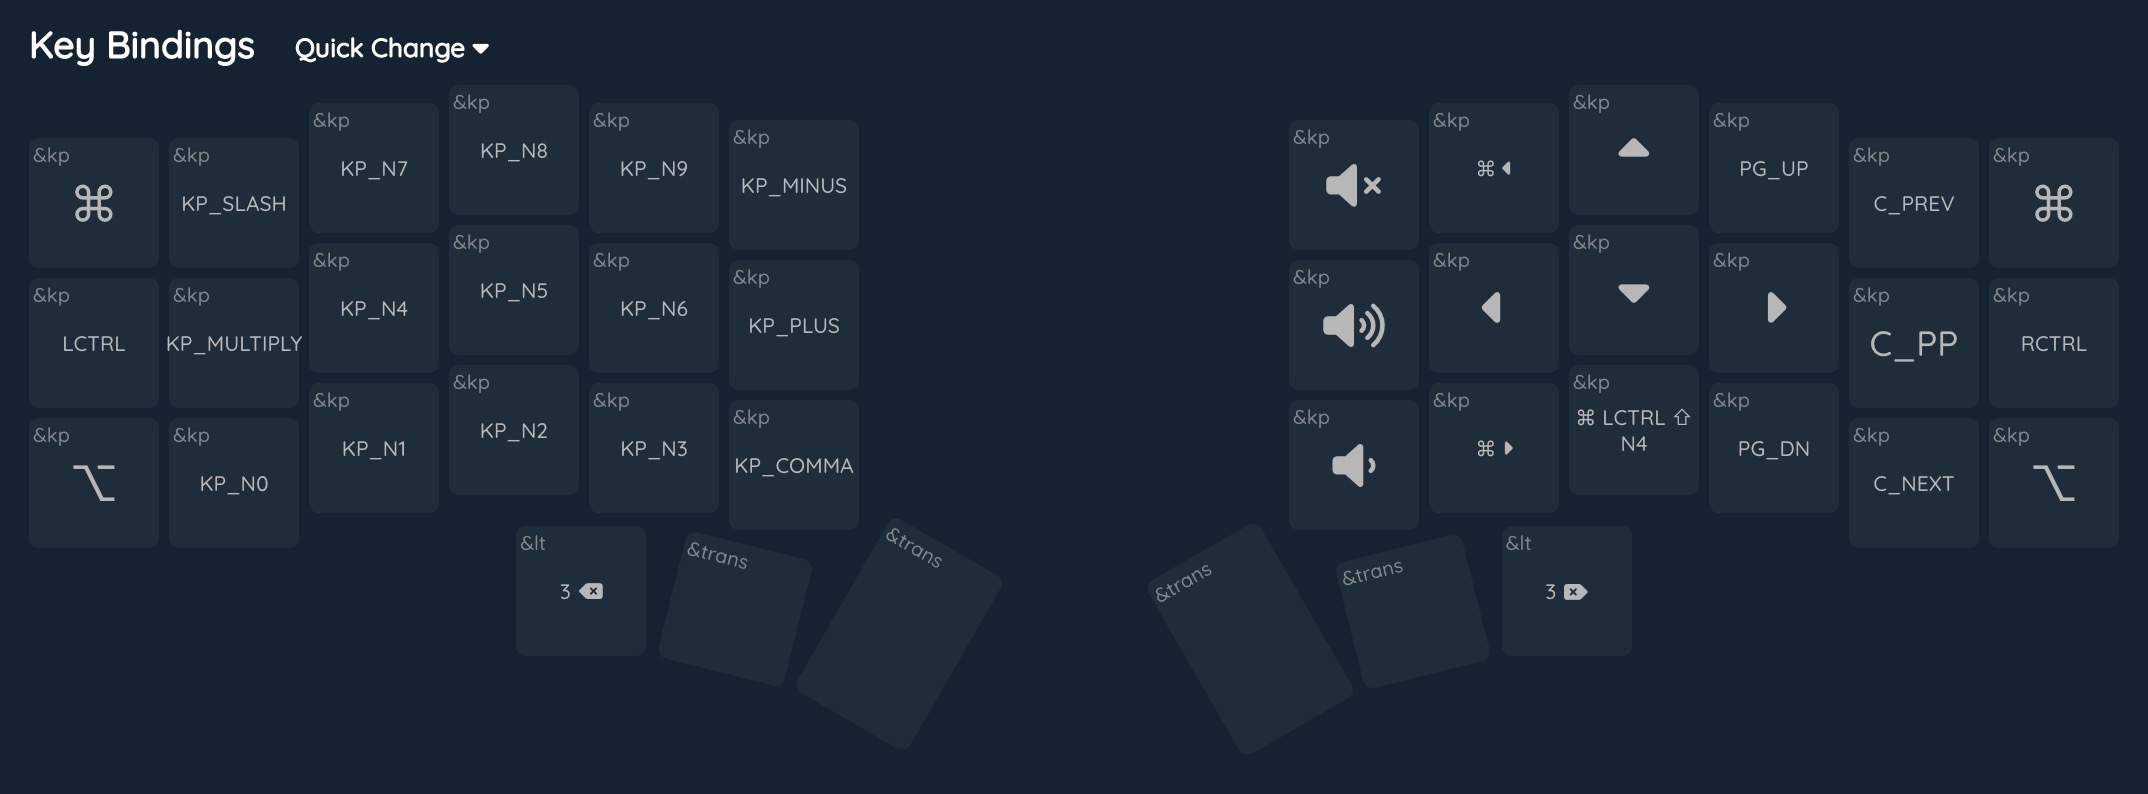 Key Bindings Quick Change
&kp
⌘
&kp
KP_SLASH
&kp
KP_N7
&kp
KP_N8
&kp
KP_N9
&kp
KP_MINUS
&kp
&kp
⌘
&kp
&kp
PG_UP
&kp
C_PREV
&kp
⌘
&kp
LCTRL
&kp
KP_MULTIPLY
&kp
KP_N4
&kp
KP_N5
&kp
KP_N6
&kp
KP_PLUS
&kp
&kp
&kp
&kp
&kp
C_PP
&kp
RCTRL
&kp
⌥
&kp
KP_N0
&kp
KP_N1
&kp
KP_N2
&kp
KP_N3
&kp
KP_COMMA
&kp
&kp
⌘
&kp
⌘ LCTRL ⇧
N4
&kp
PG_DN
&kp
C_NEXT
&kp
⌥
&lt
3
&trans
&trans
&trans
&trans
&lt
3